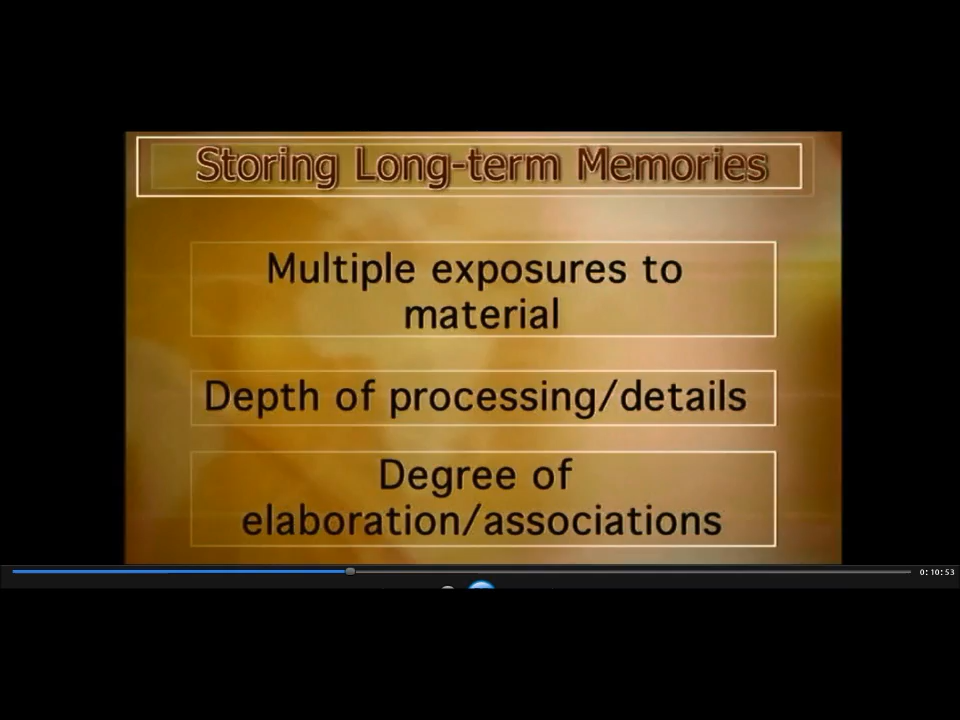 Storing Long-term Memories
Multiple exposures to
material
Depth of processing/details
Degree of
elaboration/associations
0:10:53